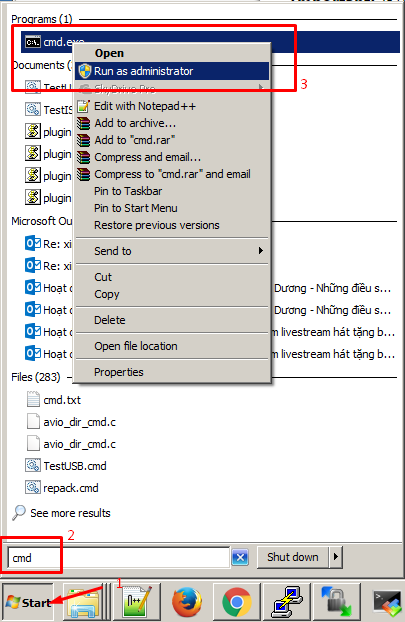 Programs (1)
cmd.exe
Open
Run as administrator
SkyDrive Pro
3
Edit with Notepad++
Add to archive...
Add to "cmd.rar"
Compress and email...
Compress to "cmd.rar" and email
Pin to Taskbar
Pin to Start Menu
Restore previous versions
Send to
Cut
Copy
Delete
Open file location
Properties
Documents (
TestU
TestIS
plugin
plugin
plugin
plugin
Microsoft Ou
Re: xi
Re: xi
Hoạt đ
Dương - Những điều s...
Hoạt đ
Dương - Những điều s...
Hoạt đ
m livestream hát tặng b...
Hoạt đ
m livestream hát tặng b...
Files (283)
cmd.txt
avio_dir_cmd.c
avio_dir_cmd.c
TestUSB.cmd
repack.cmd
See more results
2
cmd
Shut down
1
Start